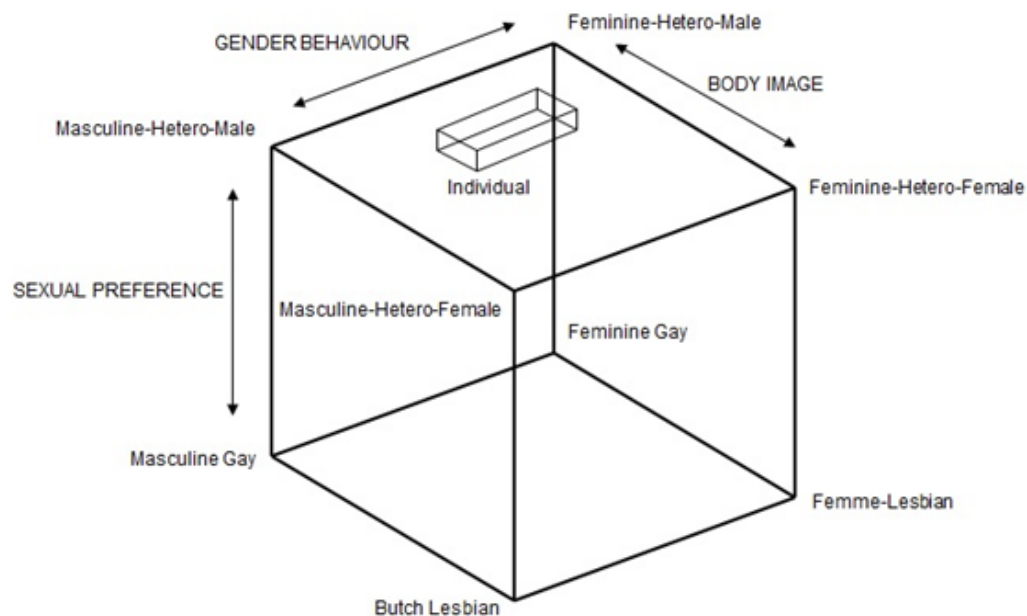 Feminine-Hetero-Male
GENDER BEHAVIOUR
BODY IMAGE
Masculine-Hetero-Male
Individual
Feminine-Hetero-Female
SEXUAL PREFERENCE
Masculine-Hetero-Female
Feminine Gay
Masculine Gay
Femme-Lesbian
Butch Lesbian